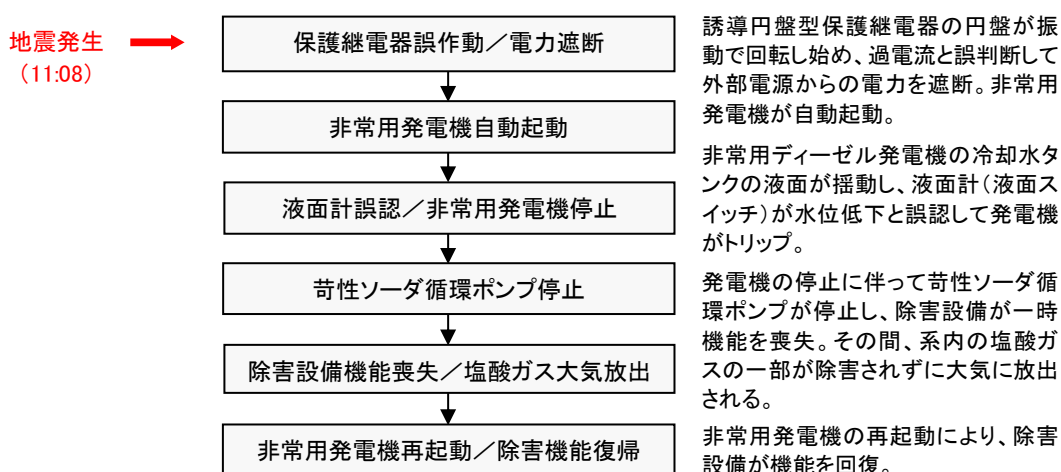 地震発生
（11:08）
保護継電器誤作動／電力遮断
非常用発電機自動起動
液面計誤認／非常用発電機停止
苛性ソーダ循環ポンプ停止
除害設備機能喪失／塩酸ガス大気放出
非常用発電機再起動／除害機能復帰
誘導円盤型保護継電器の円盤が振
動で回転し始め、過電流と誤判断して
外部電源からの電力を遮断。非常用
発電機が自動起動。
非常用ディーゼル発電機の冷却水タ
ンクの液面が揺動し、液面計（液面ス
イッチ）が水位低下と誤認して発電機
がトリップ。
発電機の停止に伴って苛性ソーダ循
環ポンプが停止し、除害設備が一時
機能を喪失。その間、系内の塩酸ガ
スの一部が除害されずに大気に放出
される。
非常用発電機の再起動により、除害
設備が機能を回復。